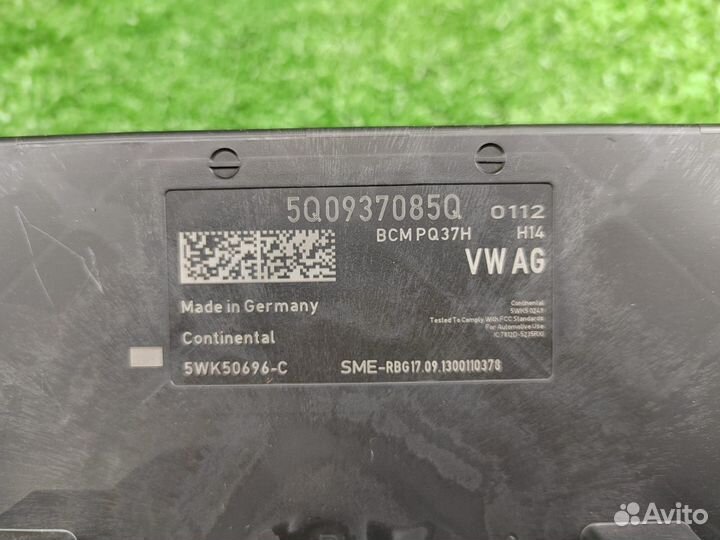 5Q0937085Q 0112
BCM PQ37H H14
VW AG
Made in Germany
Continental
5WK50696-C
Continental
5WK50249
Tested To Comply With FCC Standards
For Automotive Use
SME-RBG17.09.1300110378
Avito